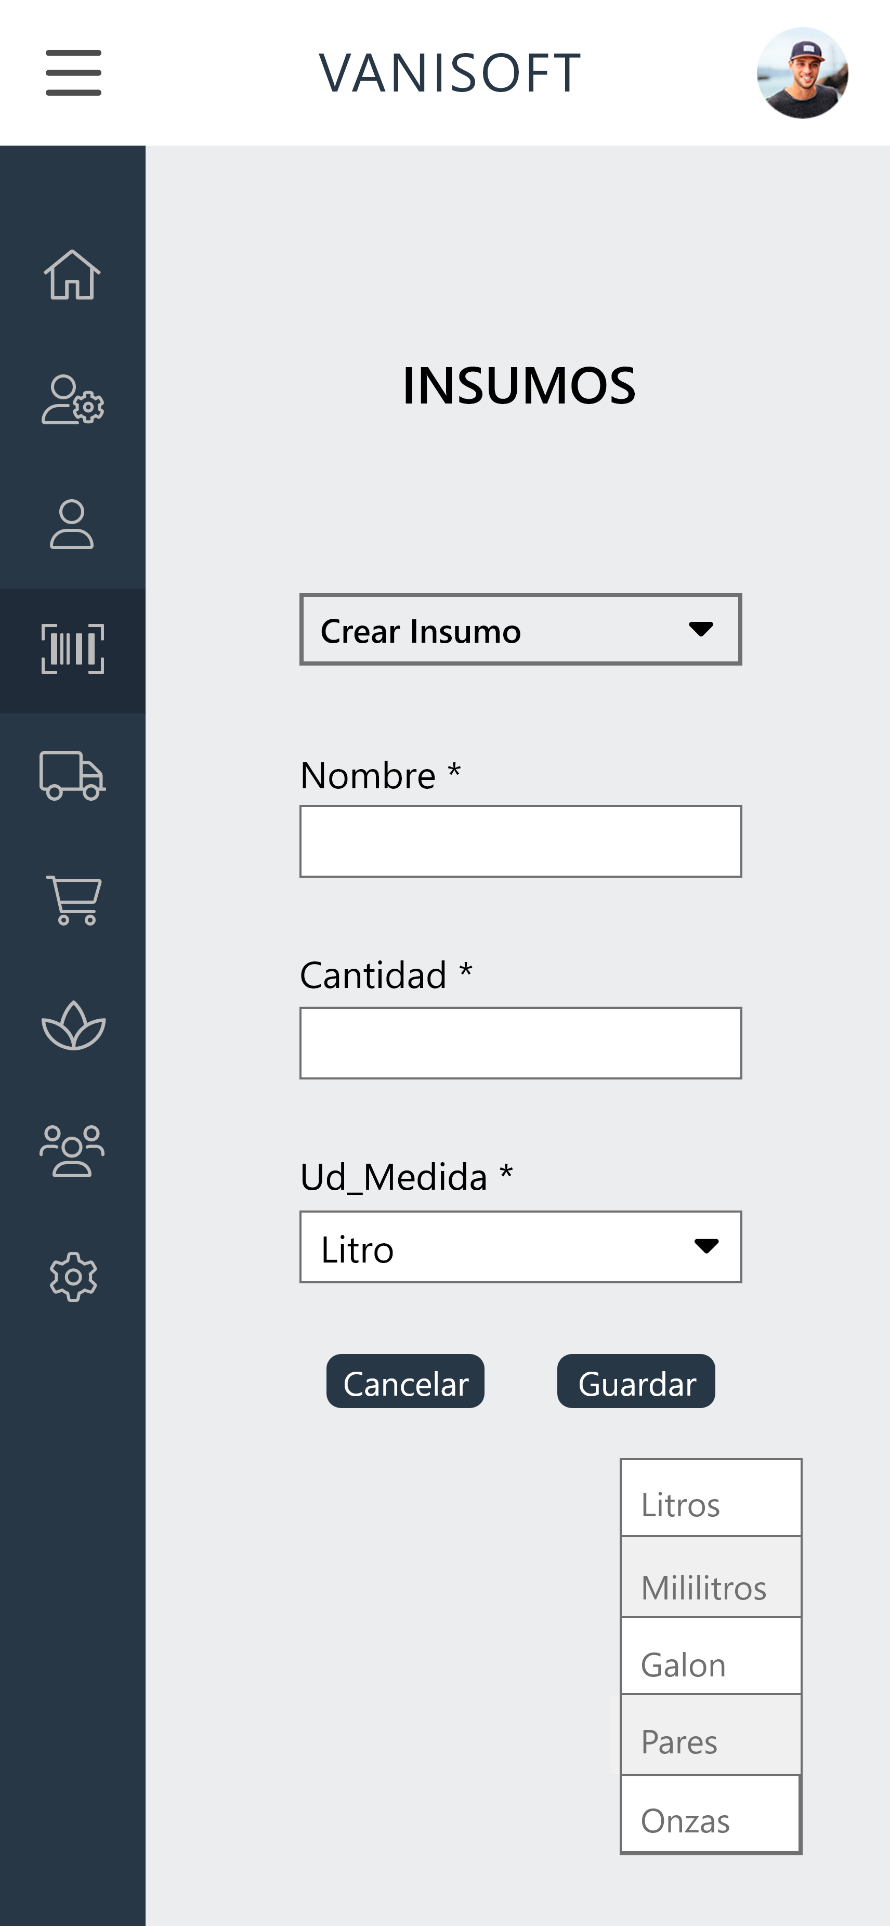 VANISOFT
INSUMOS
Crear Insumo
Nombre *
Cantidad *
Ud_Medida *
Litro
Cancelar Guardar
Litros
Mililitros
Galon
Pares
Onzas